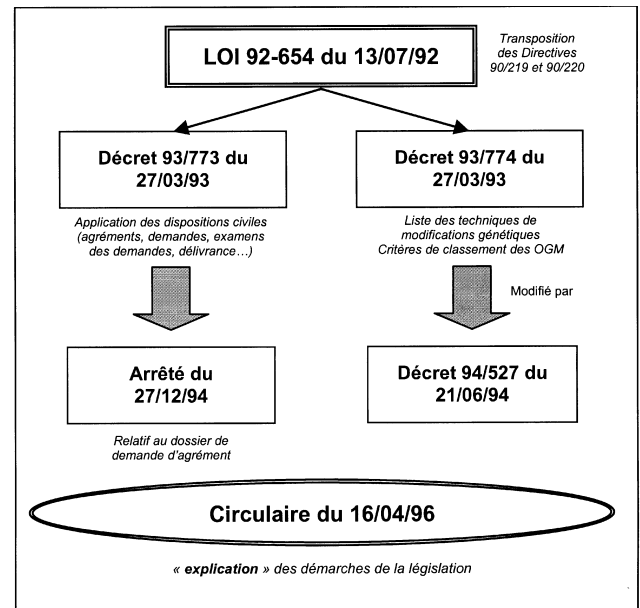 LOI 92-654 du 13/07/92
Transposition
des Directives
90/219 et 90/220
Décret 93/773 du
27/03/93
Application des dispositions civiles
(agréments, demandes, examens
des demandes, délivrance…)
Décret 93/774 du
27/03/93
Liste des techniques de
modifications génétiques
Critères de classement des OGM
Modifié par
Arrêté du
27/12/94
Relatif au dossier de
demande d'agrément
Décret 94/527 du
21/06/94
Circulaire du 16/04/96
« explication » des démarches de la législation